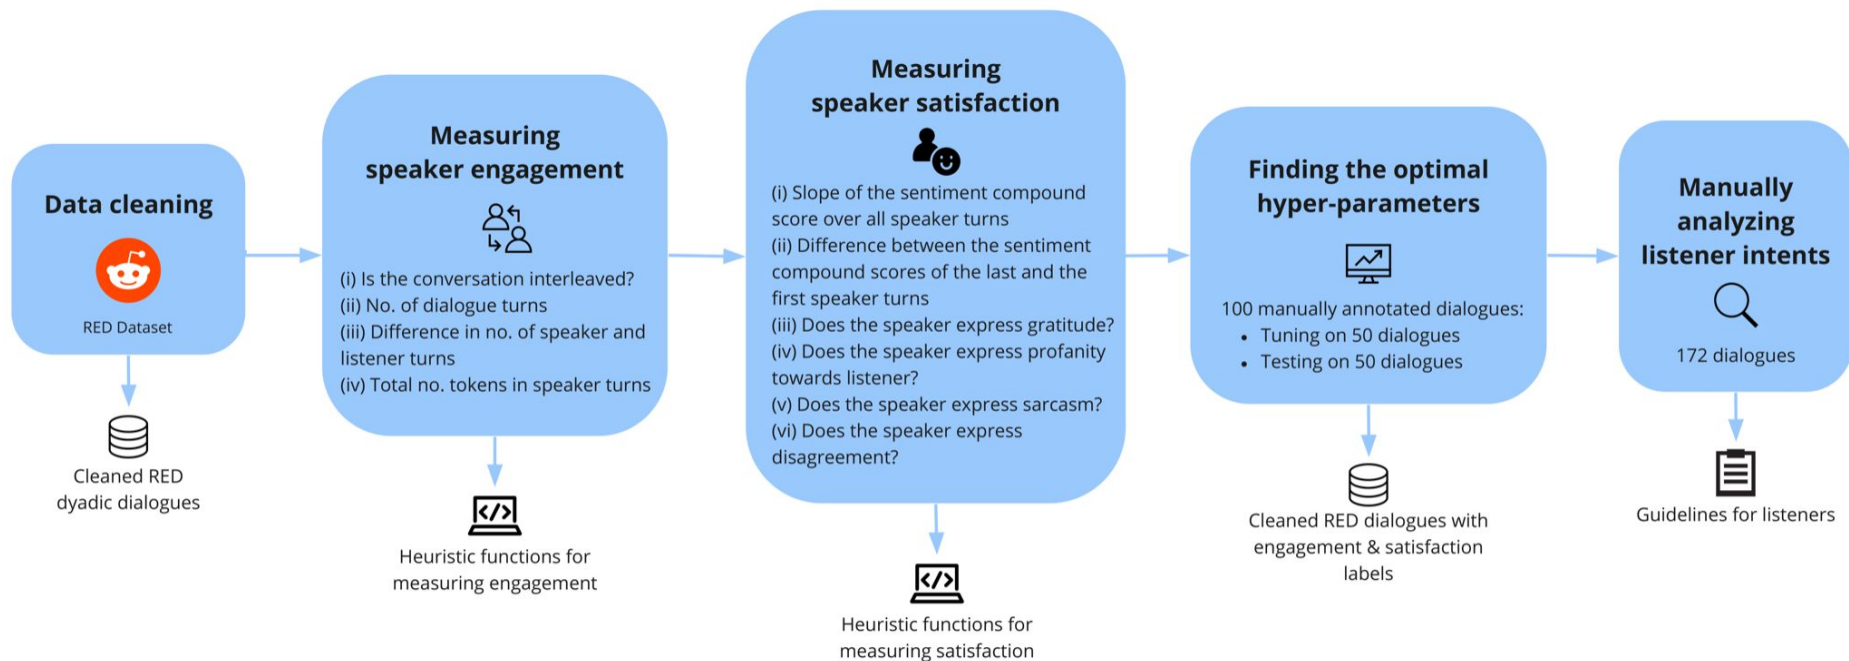 Data cleaning
RED Dataset
Cleaned RED
dyadic dialogues
Measuring
speaker engagement
(i) Is the conversation interleaved?
(ii) No. of dialogue turns
(iii) Difference in no. of speaker and
listener turns
(iv) Total no. tokens in speaker turns
Heuristic functions for
measuring engagement
Measuring
speaker satisfaction
(i) Slope of the sentiment compound
score over all speaker turns
(ii) Difference between the sentiment
compound scores of the last and the
first speaker turns
(iii) Does the speaker express gratitude?
(iv) Does the speaker express profanity
towards listener?
(v) Does the speaker express sarcasm?
(vi) Does the speaker express
disagreement?
Heuristic functions for
measuring satisfaction
Finding the optimal
hyper-parameters
100 manually annotated dialogues:
• Tuning on 50 dialogues
• Testing on 50 dialogues
Cleaned RED dialogues with
engagement & satisfaction
labels
Manually
analyzing
listener intents
172 dialogues
Guidelines for listeners